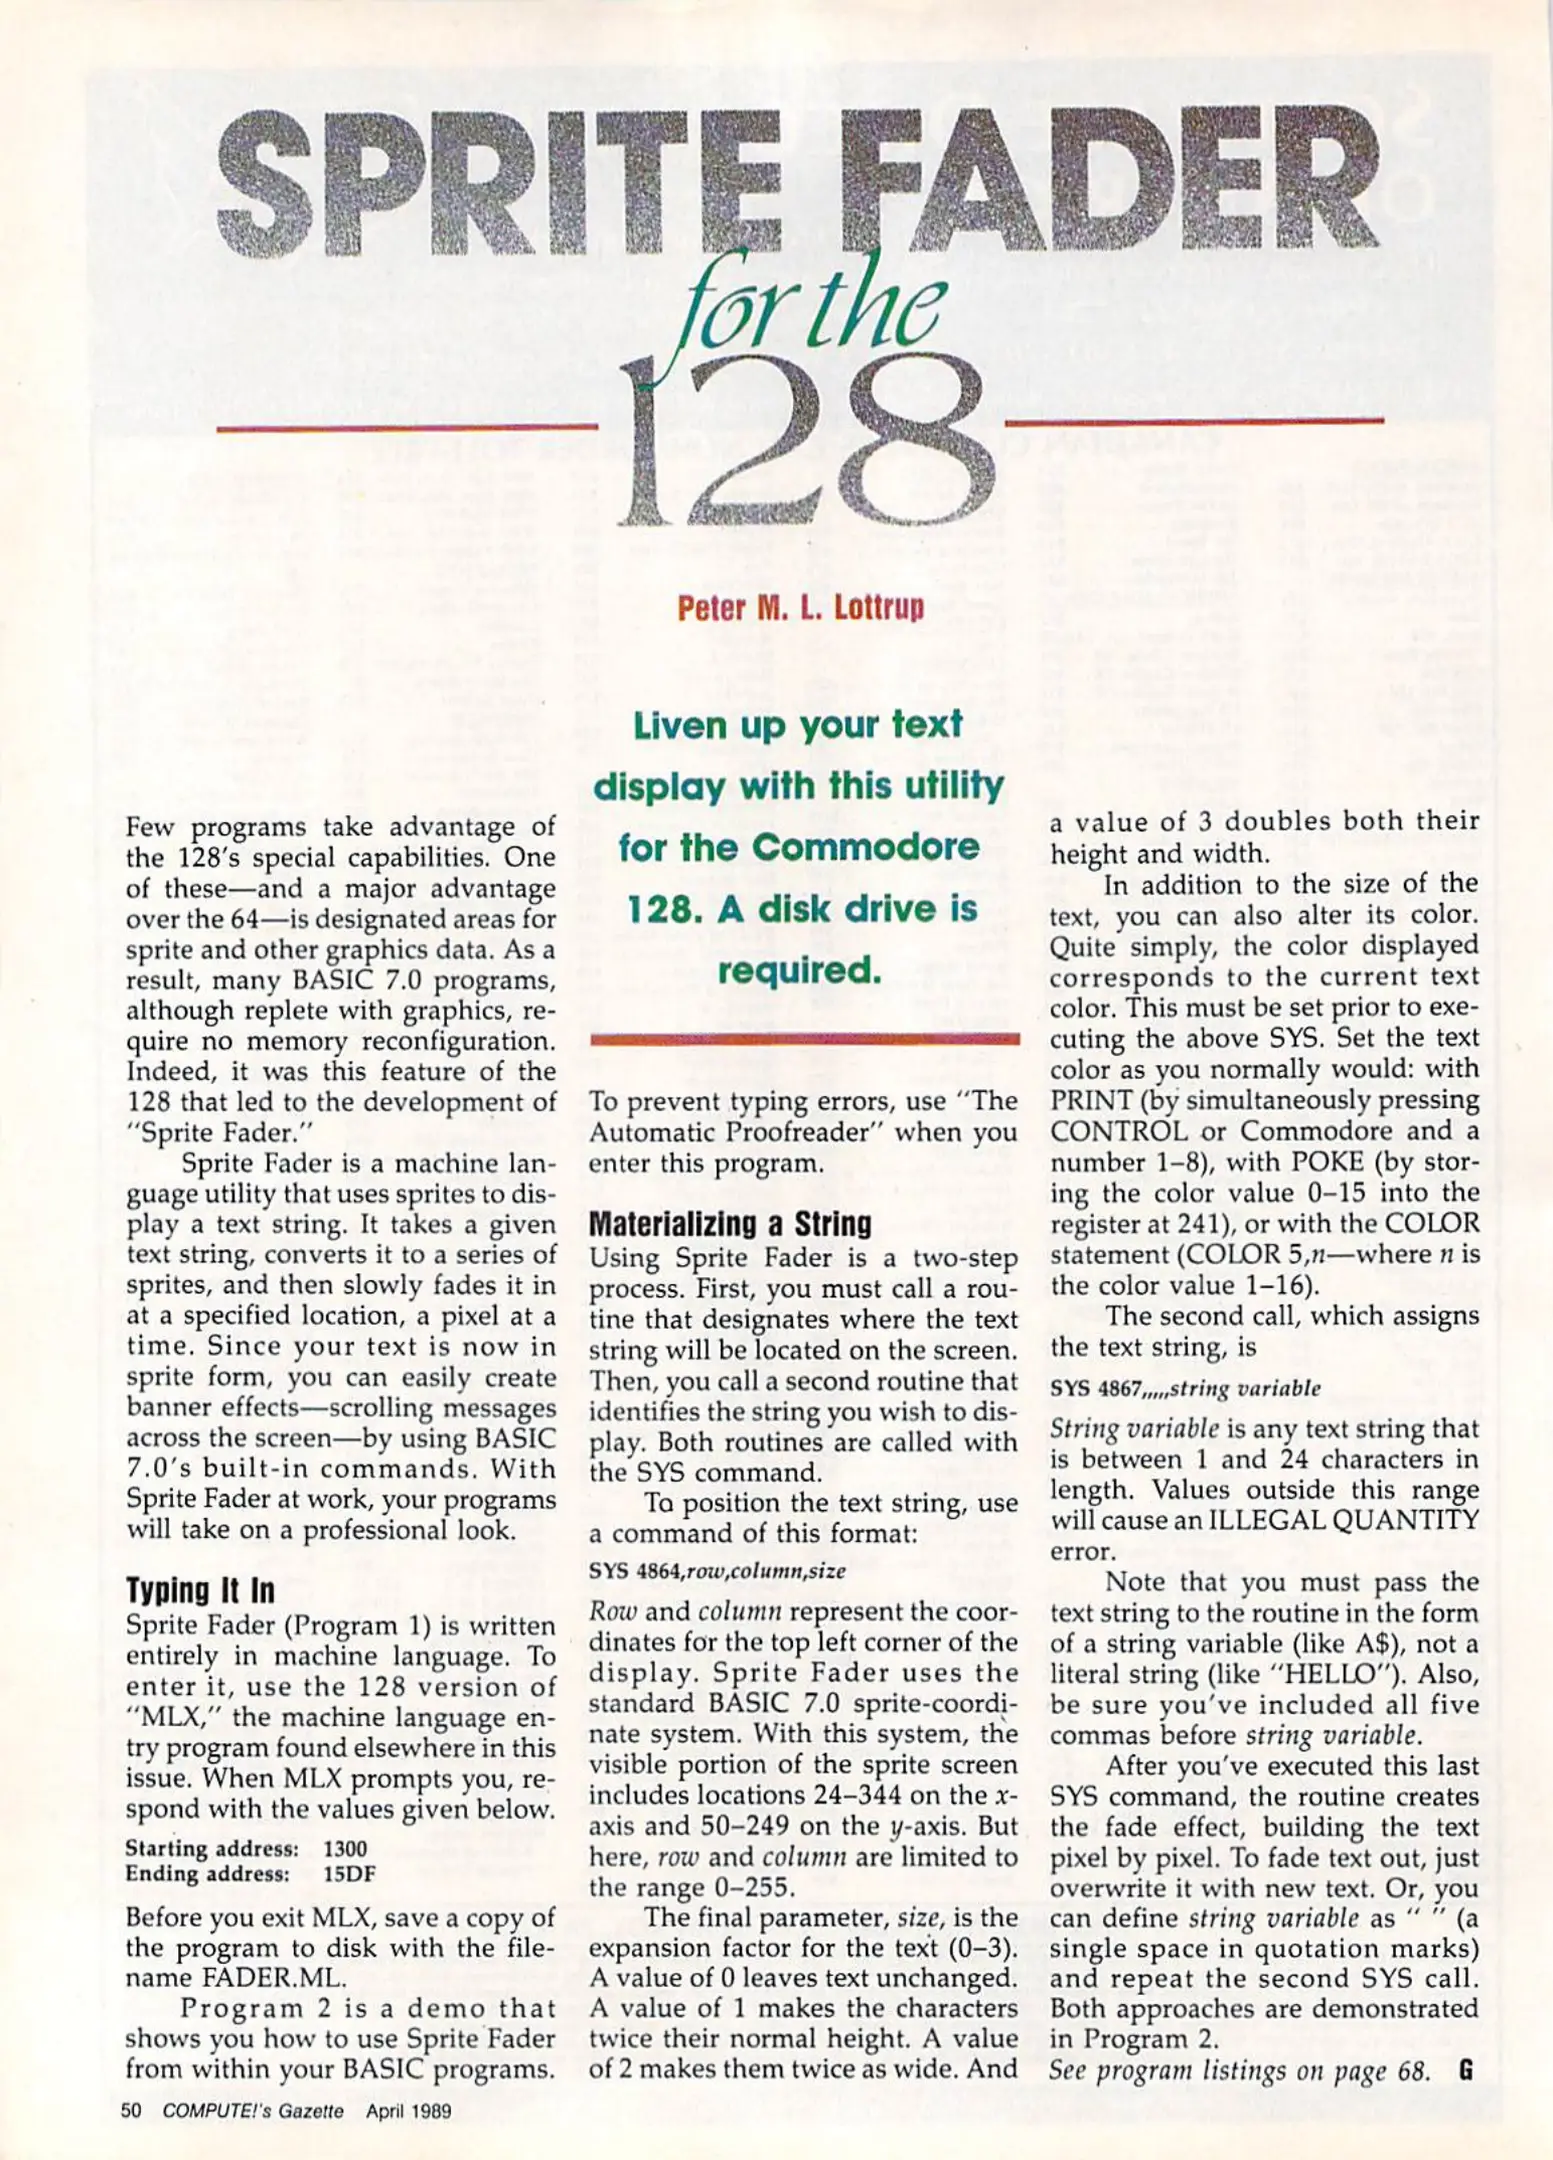 SPRITE FADER
for the
128
Peter M. L. Lottrup
Liven up your text
display with this utility
for the Commodore
128. A disk drive is
required.
Few programs take advantage of
the 128's special capabilities. One
of these—and a major advantage
over the 64—is designated areas for
sprite and other graphics data. As a
result, many BASIC 7.0 programs,
although replete with graphics, re-
quire no memory reconfiguration.
Indeed, it was this feature of the
128 that led to the development of
"Sprite Fader."
Sprite Fader is a machine lan-
guage utility that uses sprites to dis-
play a text string. It takes a given
text string, converts it to a series of
sprites, and then slowly fades it in
at a specified location, a pixel at a
time. Since your text is now in
sprite form, you can easily create
banner effects—scrolling messages
across the screen—by using BASIC
7.0's built-in commands. With
Sprite Fader at work, your programs
will take on a professional look.
Typing It In
Sprite Fader (Program 1) is written
entirely in machine language. To
enter it, use the 128 version of
"MLX," the machine language en-
try program found elsewhere in this
issue. When MLX prompts you, re-
spond with the values given below.
Starting address: 1300
Ending address: 15DF
Before you exit MLX, save a copy of
the program to disk with the file-
name FADER.ML.
Program 2 is a demo that
shows you how to use Sprite Fader
from within your BASIC programs.
To prevent typing errors, use "The
Automatic Proofreader" when you
enter this program.
Materializing a String
Using Sprite Fader is a two-step
process. First, you must call a rou-
tine that designates where the text
string will be located on the screen.
Then, you call a second routine that
identifies the string you wish to dis-
play. Both routines are called with
the SYS command.
To position the text string, use
a command of this format:
SYS 4864,row,column,size
Row and column represent the coor-
dinates for the top left corner of the
display. Sprite Fader uses the
standard BASIC 7.0 sprite-coordi-
nate system. With this system, the
visible portion of the sprite screen
includes locations 24–344 on the x-
axis and 50–249 on the y-axis. But
here, row and column are limited to
the range 0–255.
The final parameter, size, is the
expansion factor for the text (0–3).
A value of 0 leaves text unchanged.
A value of 1 makes the characters
twice their normal height. A value
of 2 makes them twice as wide. And
a value of 3 doubles both their
height and width.
In addition to the size of the
text, you can also alter its color.
Quite simply, the color displayed
corresponds to the current text
color. This must be set prior to exe-
cuting the above SYS. Set the text
color as you normally would: with
PRINT (by simultaneously pressing
CONTROL or Commodore and a
number 1–8), with POKE (by stor-
ing the color value 0–15 into the
register at 241), or with the COLOR
statement (COLOR 5,n—where n is
the color value 1–16).
The second call, which assigns
the text string, is
SYS 4867,,,,,string variable
String variable is any text string that
is between 1 and 24 characters in
length. Values outside this range
will cause an ILLEGAL QUANTITY
error.
Note that you must pass the
text string to the routine in the form
of a string variable (like A$), not a
literal string (like "HELLO"). Also,
be sure you've included all five
commas before string variable.
After you've executed this last
SYS command, the routine creates
the fade effect, building the text
pixel by pixel. To fade text out, just
overwrite it with new text. Or, you
can define string variable as " " (a
single space in quotation marks)
and repeat the second SYS call.
Both approaches are demonstrated
in Program 2.
See program listings on page 68. G
50 COMPUTE!'s Gazette April 1989